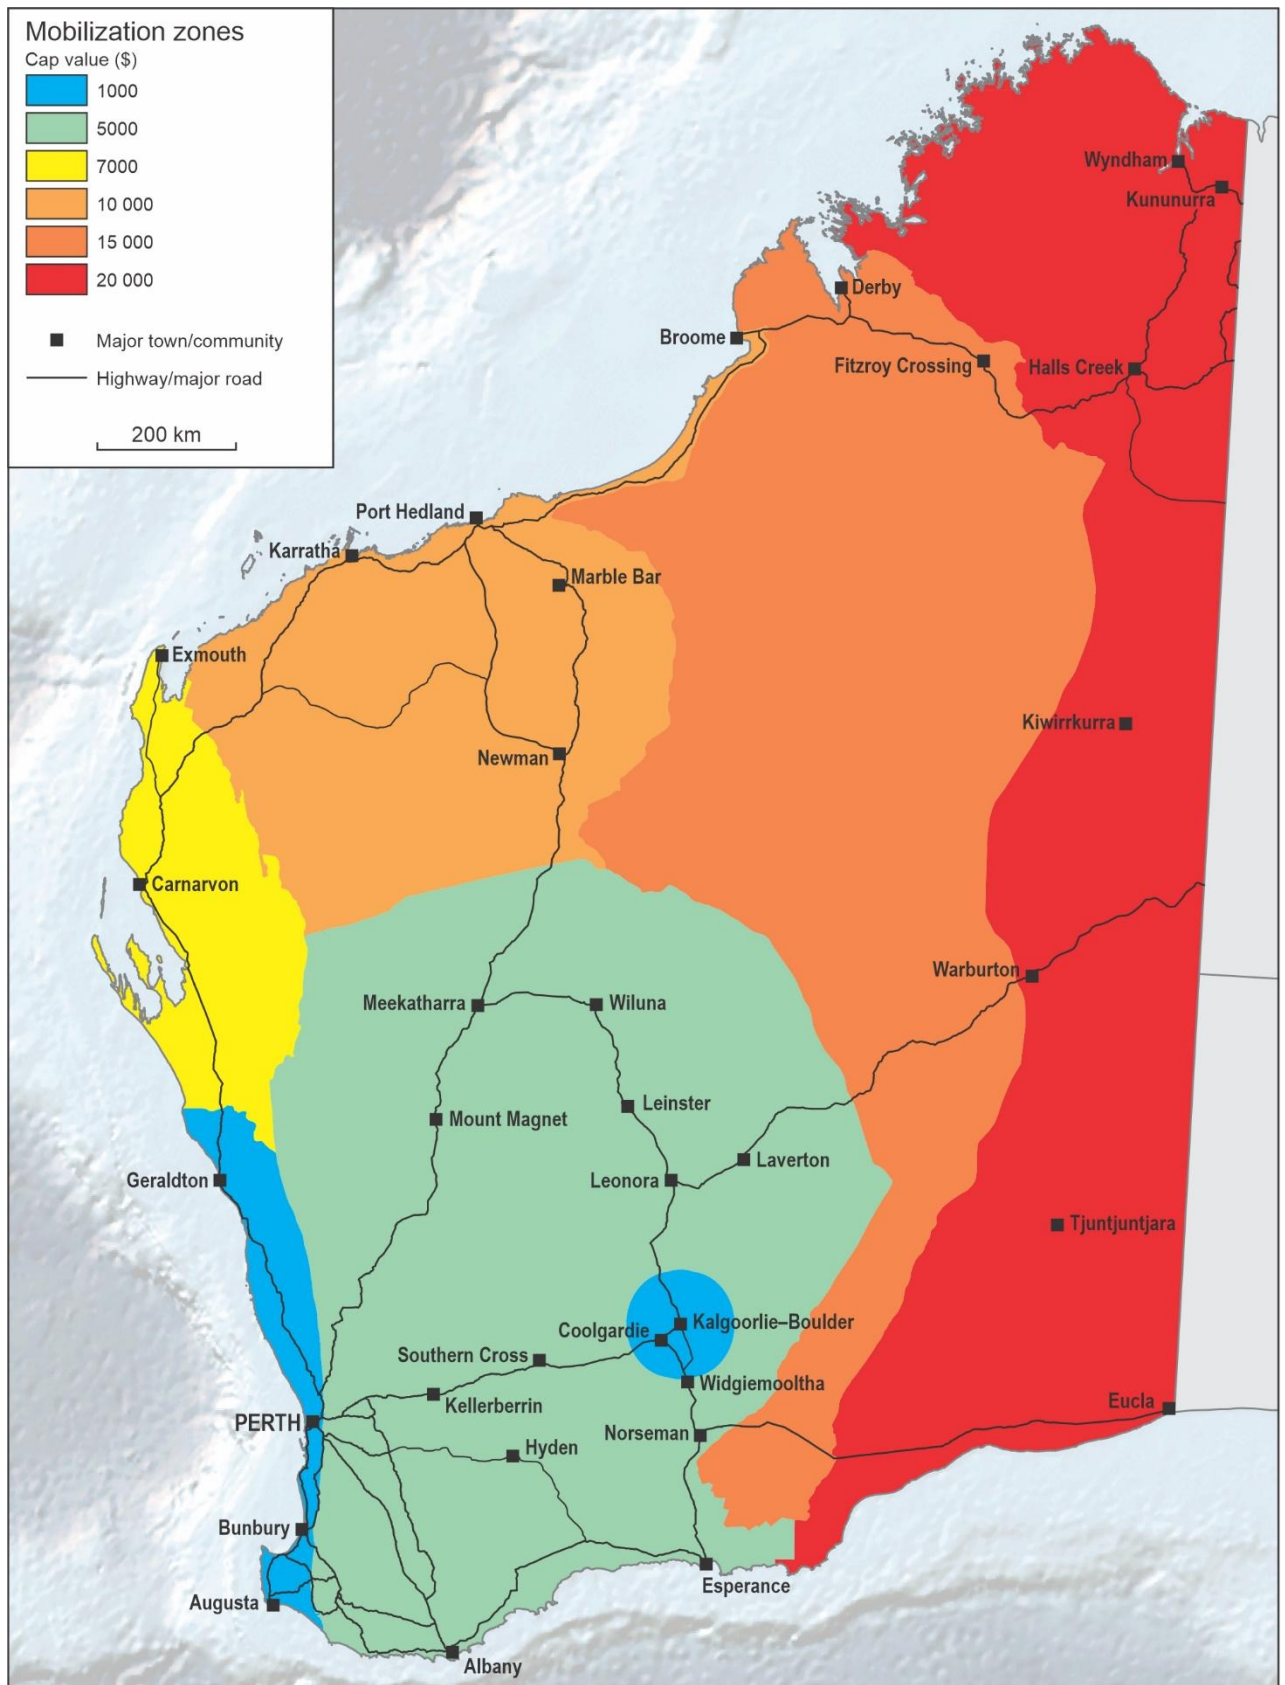 Mobilization zones
Cap value ($)
1000
5000
7000
10 000
15 000
20 000
Major town/community
Highway/major road
200 km
Wyndham
Kununurra
Derby
Broome
Fitzroy Crossing
Halls Creek
Port Hedland
Karratha
Marble Bar
Exmouth
Kiwirrkurra
Newman
Carnarvon
Warburton
Meekatharra
Wiluna
Leinster
Mount Magnet
Laverton
Leonora
Geraldton
Tjuntjuntjara
Kalgoorlie–Boulder
Coolgardie
Southern Cross
Widgiemooltha
Kellerberrin
Eucla
PERTH
Norseman
Hyden
Bunbury
Esperance
Augusta
Albany